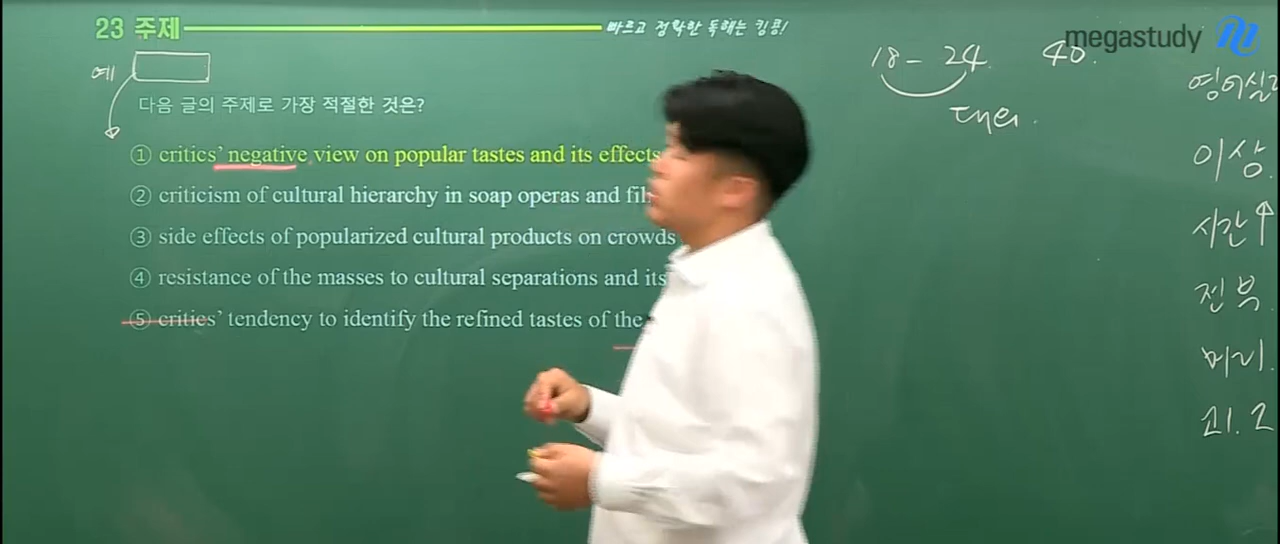 23 주제
빠르고 정확한 독해는 킹콩!
예
다음 글의 주제로 가장 적절한 것은?
① critics’ negative view on popular tastes and its effects
② criticism of cultural hierarchy in soap operas and
③ side effects of popularized cultural products on crowds
④ resistance of the masses to cultural separations and its
⑤ critics’ tendency to identify the refined tastes of the
18 - 24. 40.
megastudy
이상.
시간↑
전부
머리.
고1. 2